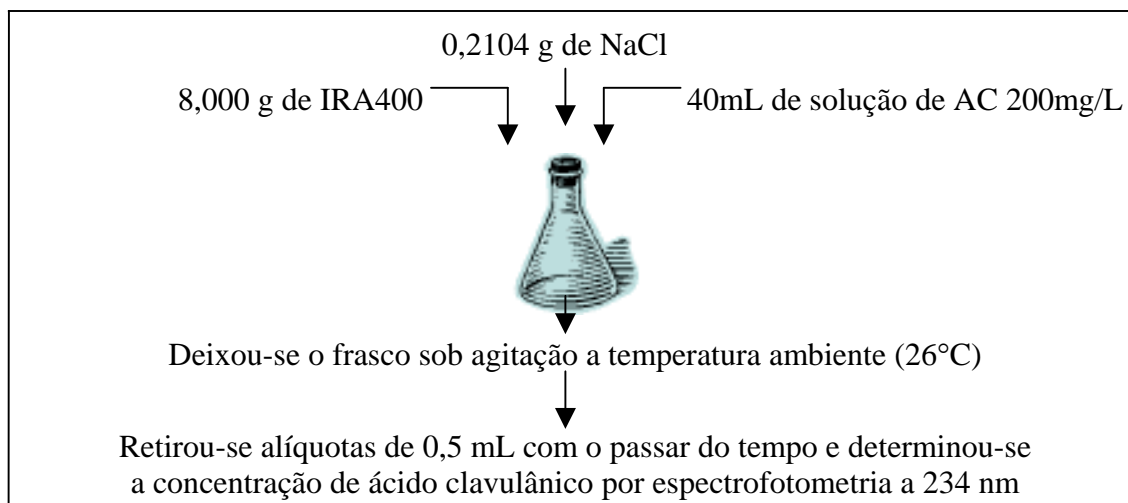 0,2104 g de NaCl
8,000 g de IRA400
40mL de solução de AC 200mg/L
Deixou-se o frasco sob agitação a temperatura ambiente (26°C)
Retirou-se alíquotas de 0,5 mL com o passar do tempo e determinou-se
a concentração de ácido clavulânico por espectrofotometria a 234 nm